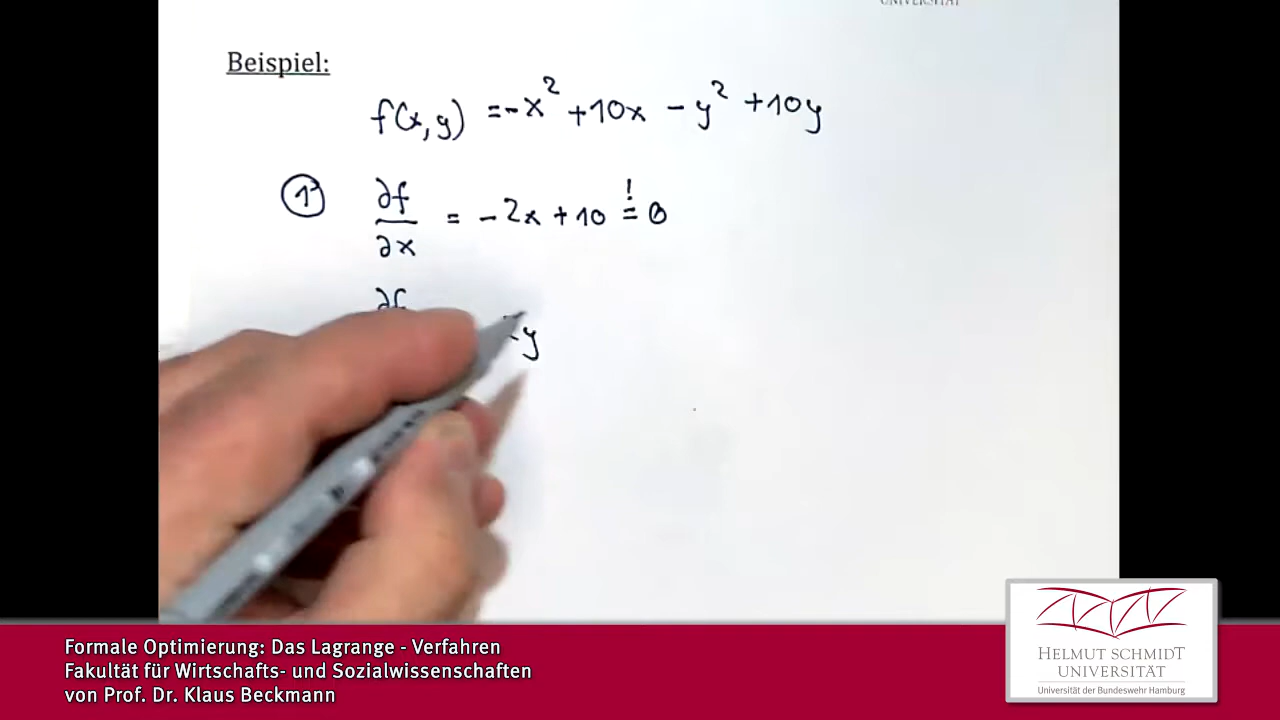 Beispiel:
f(x,y) = -x² + 10x - y² + 10y
① ∂f/∂x = -2x + 10 =! 0
∂f
y
Formale Optimierung: Das Lagrange - Verfahren
Fakultät für Wirtschafts- und Sozialwissenschaften
von Prof. Dr. Klaus Beckmann
HELMUT SCHMIDT
UNIVERSITÄT
Universität der Bundeswehr Hamburg